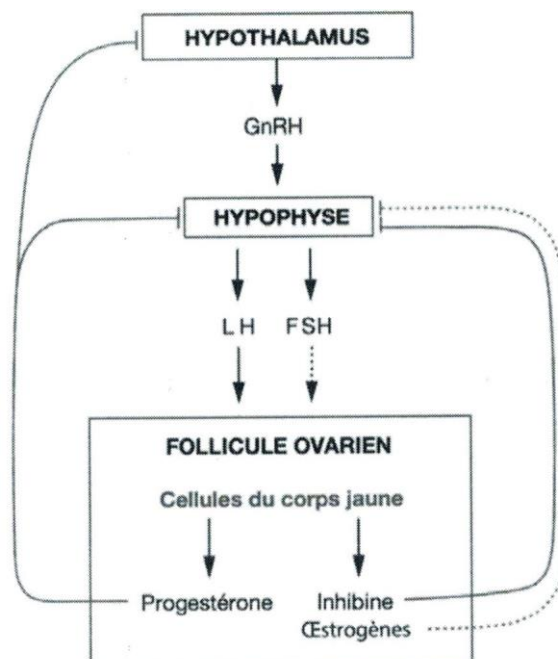 HYPOTHALAMUS
GnRH
HYPOPHYSE
LH FSH
FOLLICULE OVARIEN
Cellules du corps jaune
Progestérone Inhibine
Œstrogènes